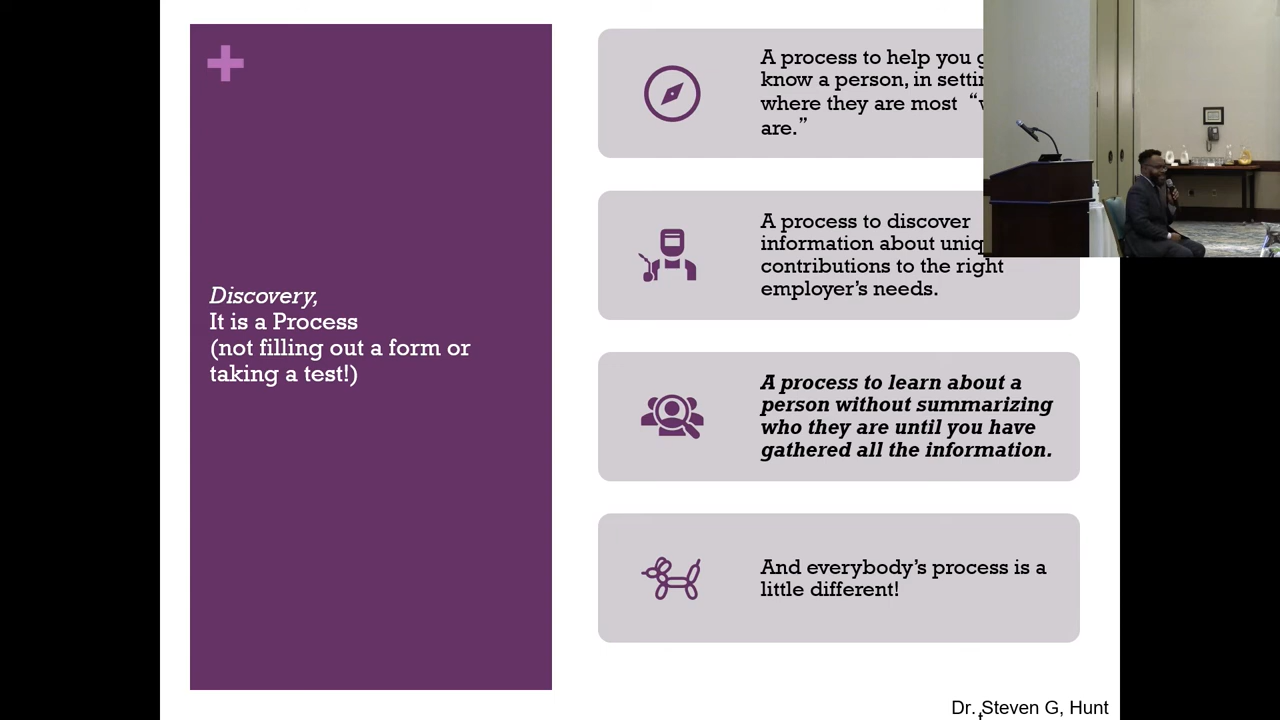 Discovery,
It is a Process
(not filling out a form or
taking a test!)
A process to help you
know a person, in
where they are most “
are.”
A process to discover
information about
contributions to the right
employer’s needs.
A process to learn about a
person without summarizing
who they are until you have
gathered all the information.
And everybody’s process is a
little different!
Dr. Steven G, Hunt